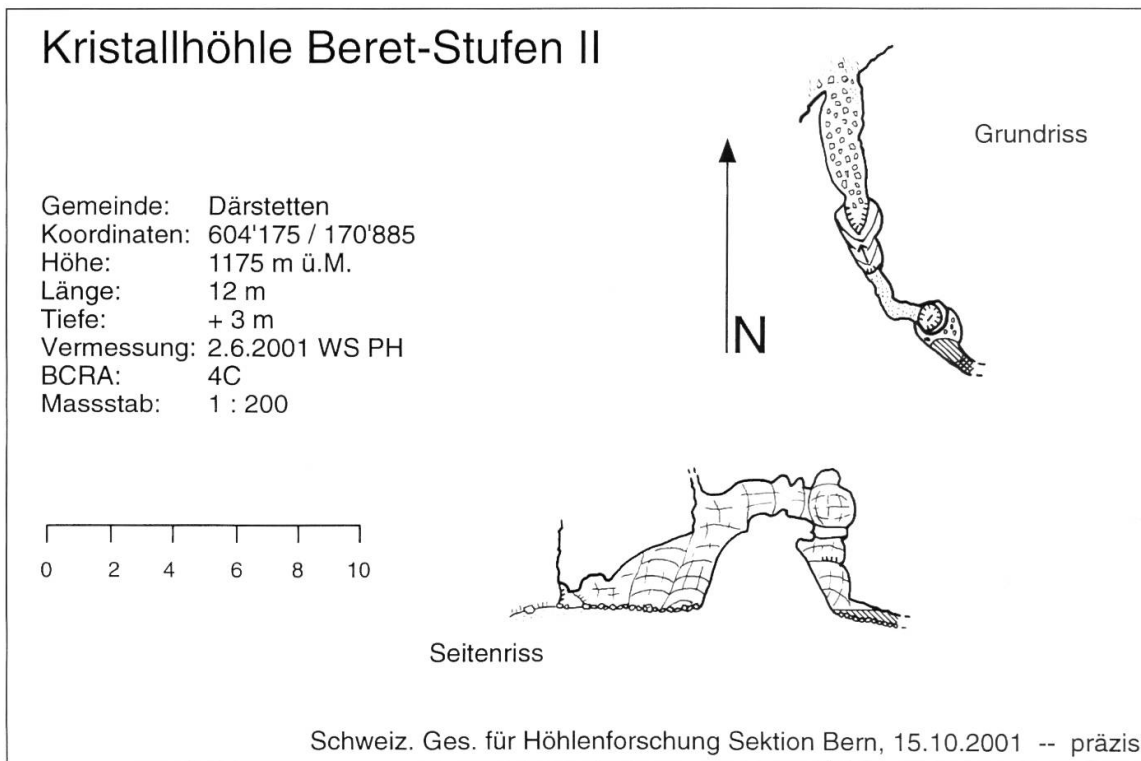 Kristallhöhle Beret-Stufen II
Grundriss
Gemeinde: Därstetten
Koordinaten: 604'175 / 170'885
Höhe: 1175 m ü.M.
Länge: 12 m
Tiefe: + 3 m
Vermessung: 2.6.2001 WS PH
BCRA: 4C
Massstab: 1 : 200
N
0 2 4 6 8 10
Seitenriss
Schweiz. Ges. für Höhlenforschung Sektion Bern, 15.10.2001 -- präzis